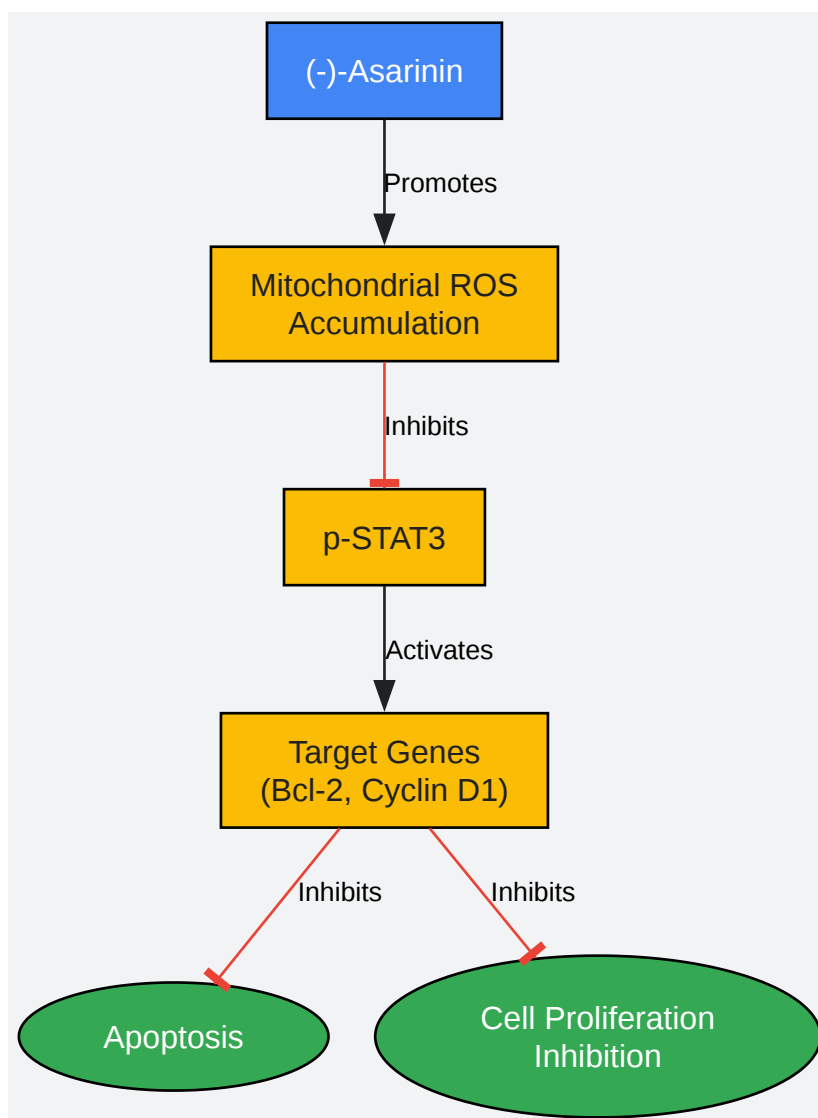 (-)-Asarinin
Promotes
Mitochondrial ROS
Accumulation
Inhibits
p-STAT3
Activates
Target Genes
(Bcl-2, Cyclin D1)
Inhibits
Inhibits
Apoptosis
Cell Proliferation
Inhibition